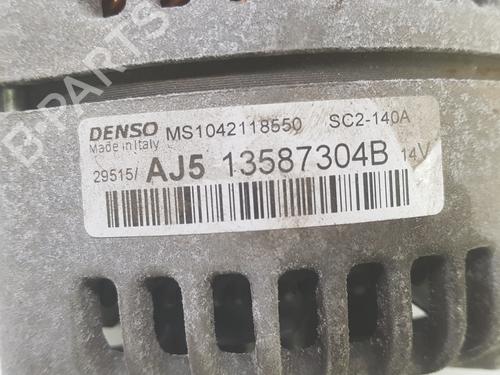 B-PARTS
DENSO MS1042118550 SC2-140A
Made in Italy
29515/ AJ5 13587304B 14V